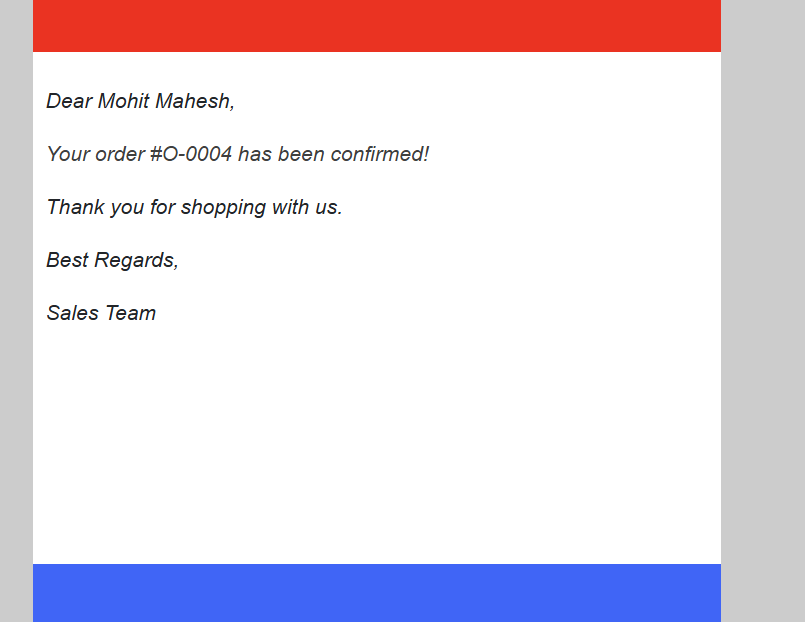 Dear Mohit Mahesh,
Your order #O-0004 has been confirmed!
Thank you for shopping with us.
Best Regards,
Sales Team